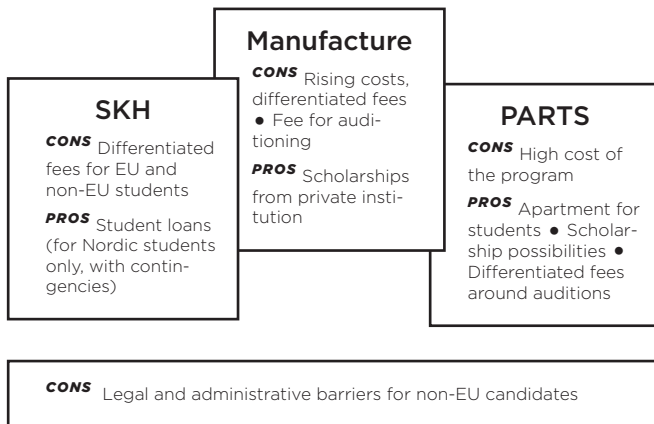 SKH
CONS Differentiated
fees for EU and
non-EU students
PROS Student loans
(for Nordic students
only, with contin-
gencies)
Manufacture
CONS Rising costs,
differentiated fees
● Fee for audi-
tioning
PROS Scholarships
from private insti-
tution
PARTS
CONS High cost of
the program
PROS Apartment for
students ● Scholar-
ship possibilities ●
Differentiated fees
around auditions
CONS Legal and administrative barriers for non-EU candidates